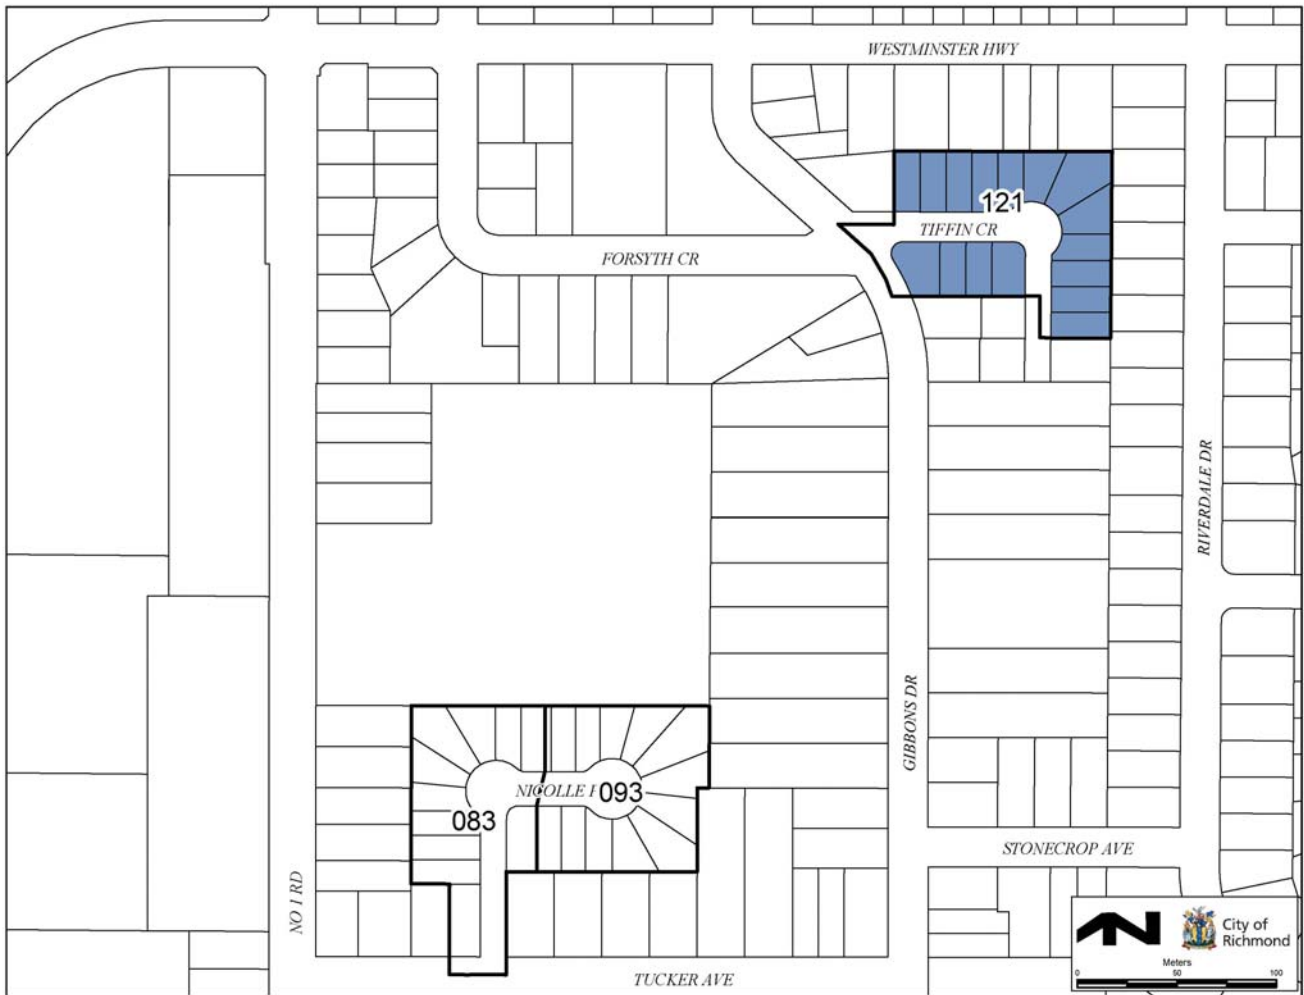 WESTMINSTER HWY
121
TIFFIN CR
FORSYTH CR
RIVERDALE DR
GIBBONS DR
NICOLLE P
093
083
STONECROP AVE
NO 1 RD
TUCKER AVE
N
City of
Richmond
Meters
0 50 100